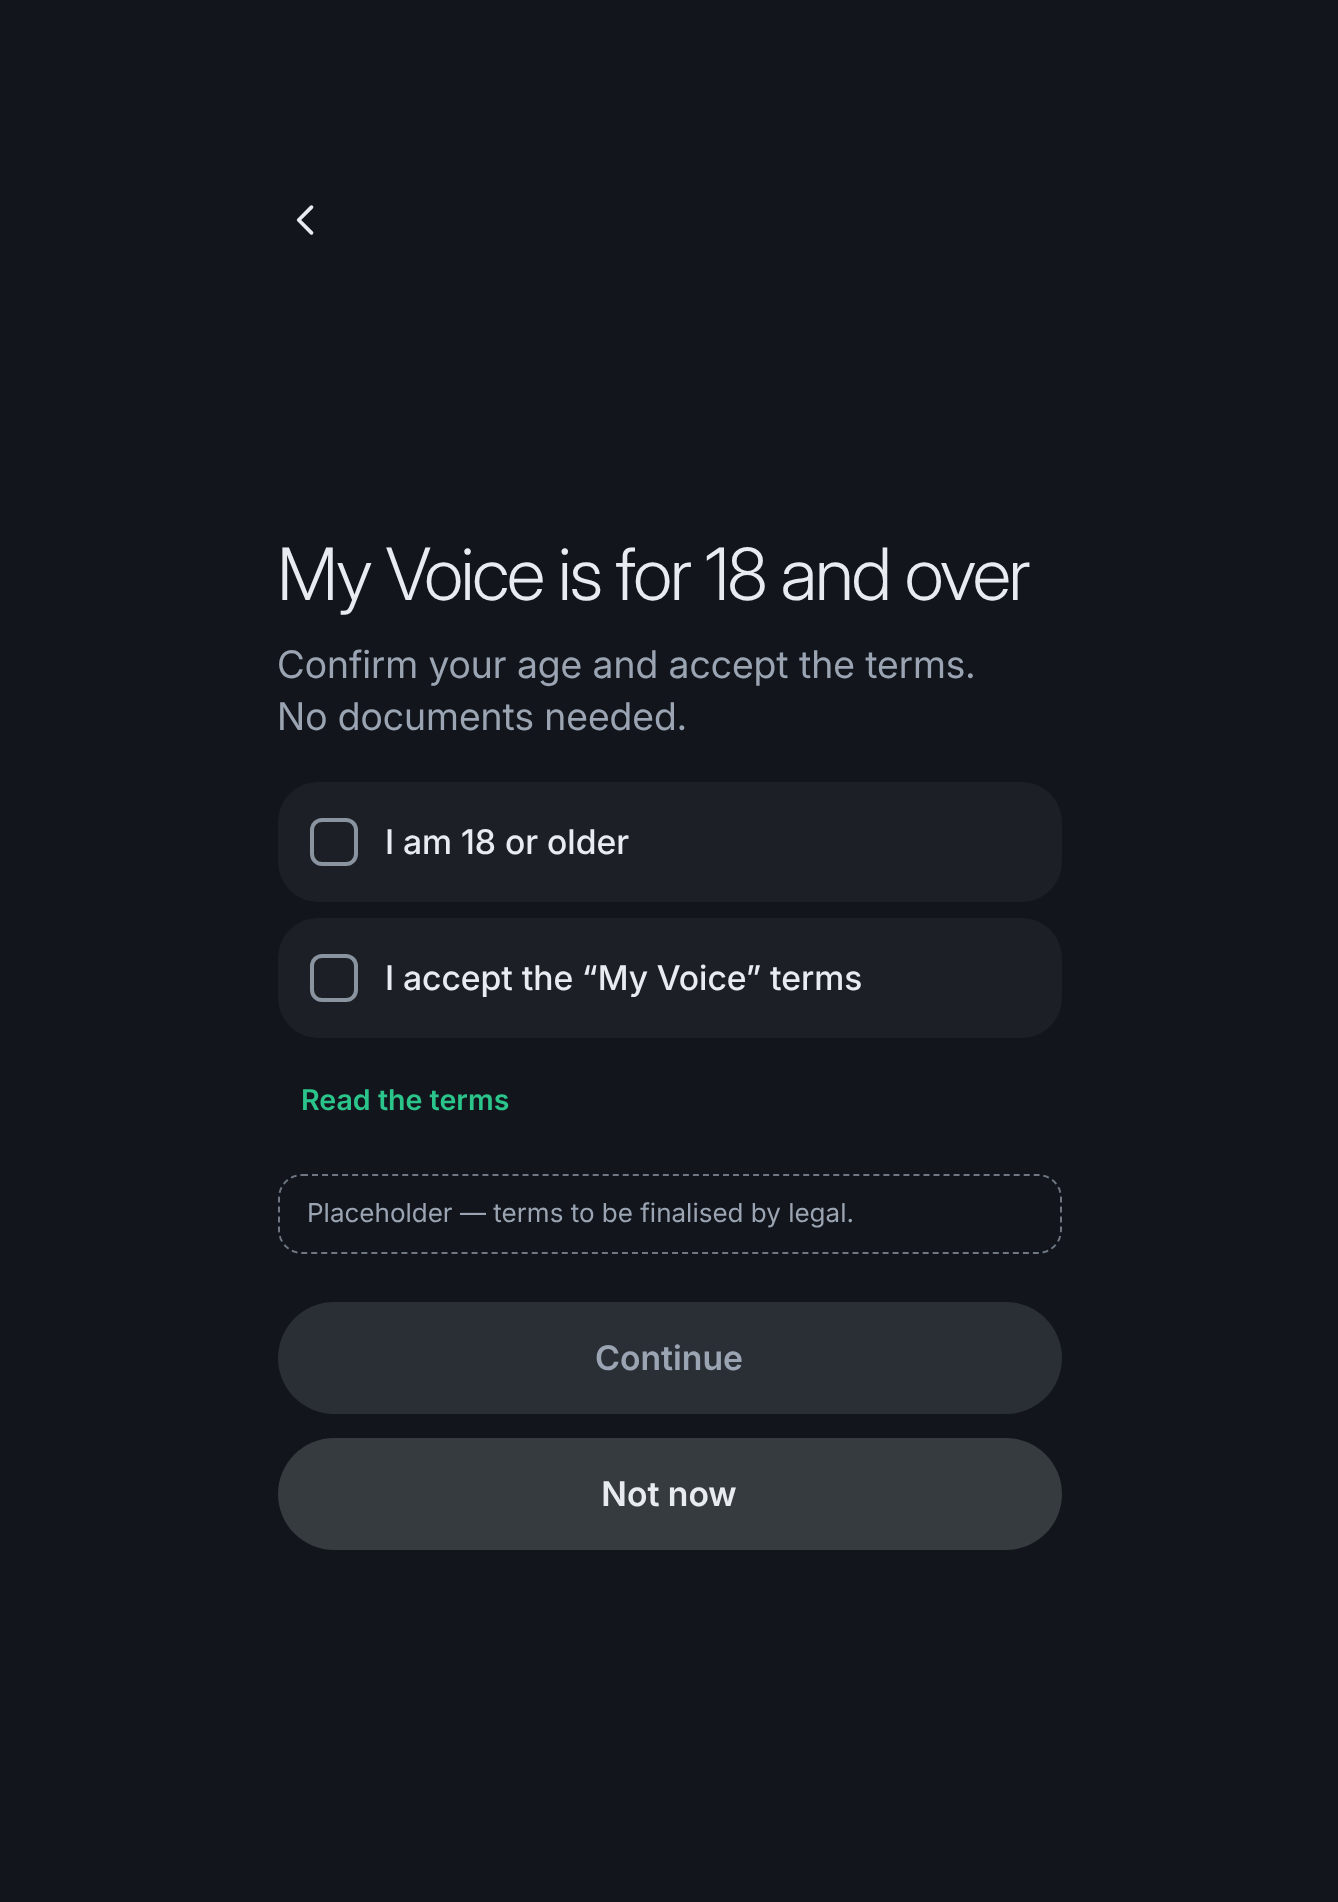 My Voice is for 18 and over
Confirm your age and accept the terms.
No documents needed.
I am 18 or older
I accept the “My Voice” terms
Read the terms
Placeholder — terms to be finalised by legal.
Continue
Not now